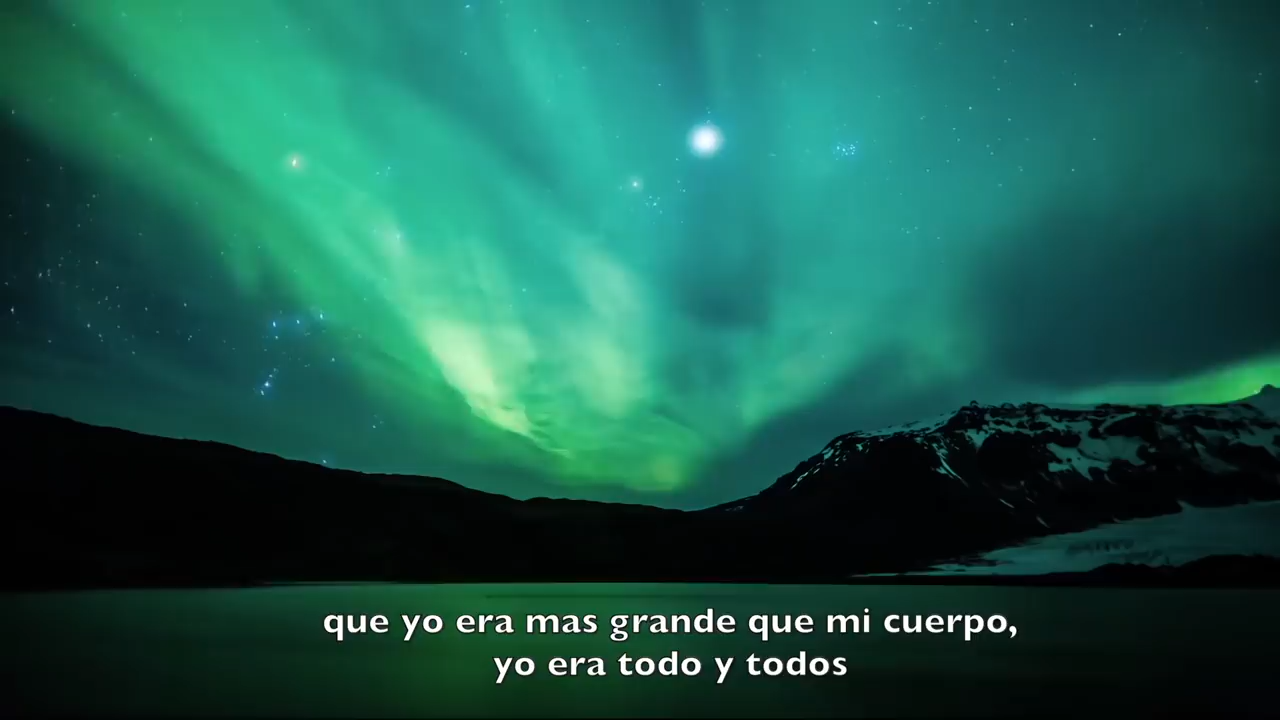 que yo era mas grande que mi cuerpo,
yo era todo y todos